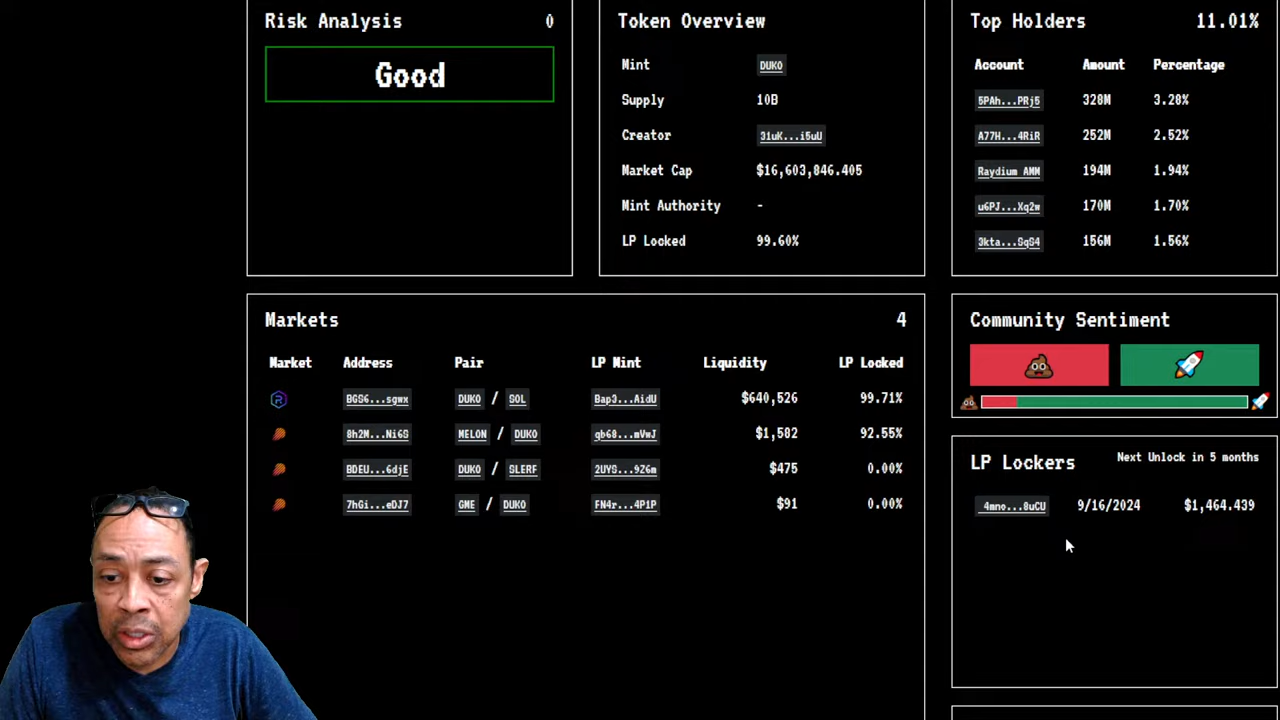 Risk Analysis 0
Good
Token Overview
Mint DUKO
Supply 10B
Creator 31uK...i5uU
Market Cap $16,603,846.405
Mint Authority -
LP Locked 99.60%
Top Holders 11.01%
Account Amount Percentage
5PAh...PRj5 328M 3.28%
A77H...4RiR 252M 2.52%
Raydium AMM 194M 1.94%
u6PJ...Xq2w 170M 1.70%
3kta...SqG4 156M 1.56%
Markets 4
Market Address Pair LP Mint Liquidity LP Locked
BGS6...sgwx DUKO / SOL Bap3...AidU $640,526 99.71%
8h2M...Ni6S MELON / DUKO qb68...mVwJ $1,582 92.55%
BDEU...6djE DUKO / SLERF 2UYS...9Z6m $475 0.00%
7hGi...eDJ7 GME / DUKO FN4r...4P1P $91 0.00%
Community Sentiment
LP Lockers Next Unlock in 5 months
4mno...8uCU 9/16/2024 $1,464.439